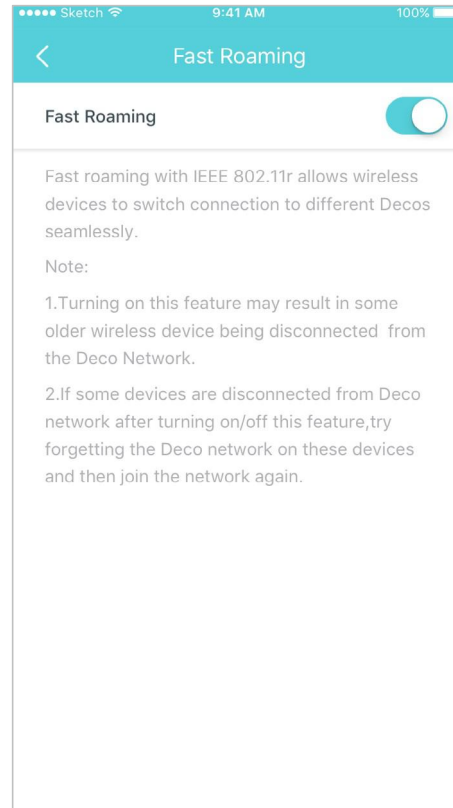 Sketch 9:41 AM 100%
Fast Roaming
Fast Roaming
Fast roaming with IEEE 802.11r allows wireless
devices to switch connection to different Decos
seamlessly.
Note:
1.Turning on this feature may result in some
older wireless device being disconnected  from
the Deco Network.
2.If some devices are disconnected from Deco
network after turning on/off this feature,try
forgetting the Deco network on these devices
and then join the network again.